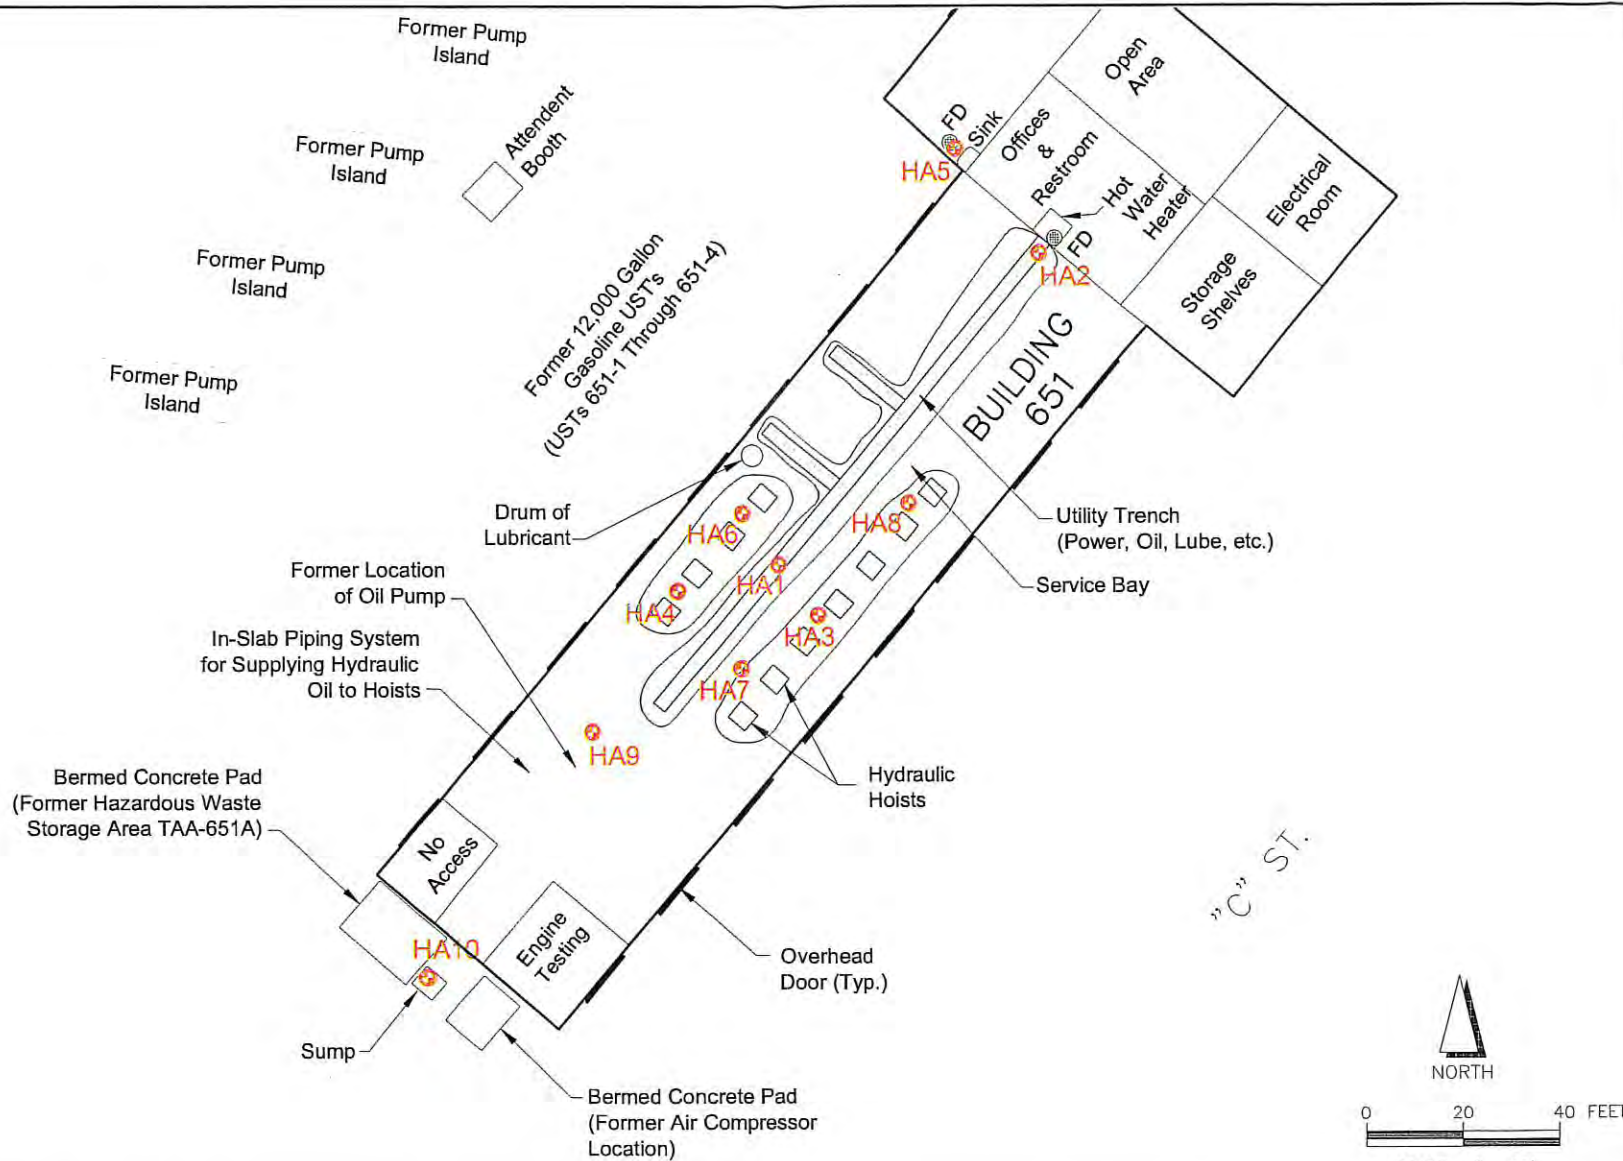 Former Pump
Island
Attendent
Booth
Former Pump
Island
Former Pump
Island
Former Pump
Island
Former 12,000 Gallon
Gasoline UST's
(USTs 651-1 Through 651-4)
FD
Sink
HA5
Offices
&
Restroom
Open
Area
Hot
Water
Heater
Electrical
Room
FD
HA2
Storage
Shelves
BUILDING
651
Drum of
Lubricant
HA6
HA8
Utility Trench
(Power, Oil, Lube, etc.)
Service Bay
HA1
HA4
HA3
HA7
Former Location
of Oil Pump
In-Slab Piping System
for Supplying Hydraulic
Oil to Hoists
HA9
Hydraulic
Hoists
Bermed Concrete Pad
(Former Hazardous Waste
Storage Area TAA-651A)
No
Access
Engine
Testing
HA10
Overhead
Door (Typ.)
Sump
Bermed Concrete Pad
(Former Air Compressor
Location)
"C" ST.
NORTH
0 20 40 FEET